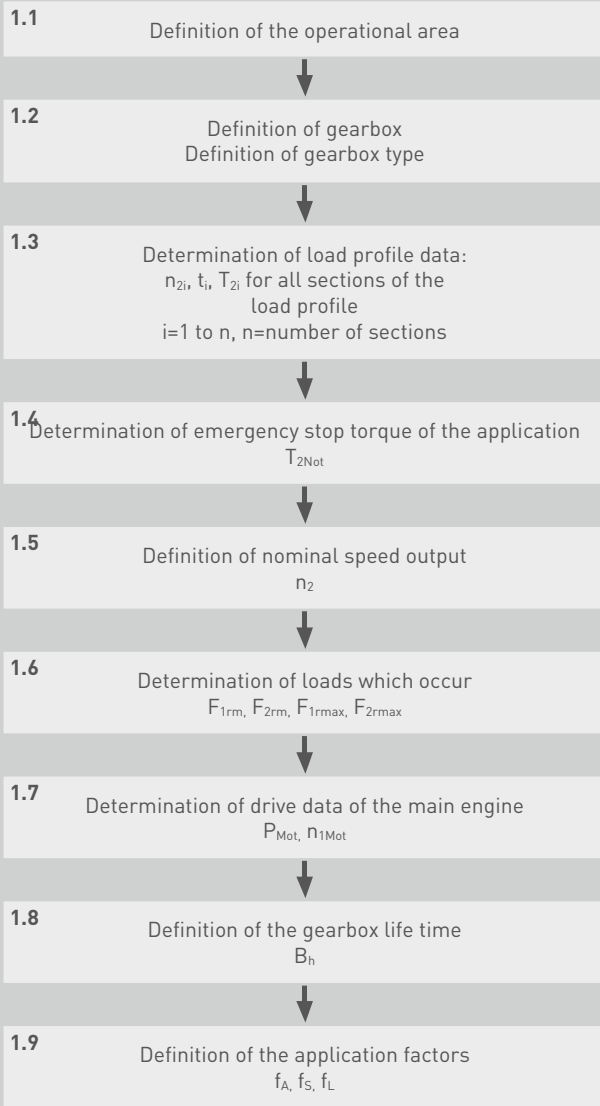 1.1
Definition of the operational area
1.2
Definition of gearbox
Definition of gearbox type
1.3
Determination of load profile data:
n₂ᵢ, tᵢ, T₂ᵢ for all sections of the
load profile
i=1 to n, n=number of sections
1.4
Determination of emergency stop torque of the application
T2Not
1.5
Definition of nominal speed output
n₂
1.6
Determination of loads which occur
F1rm, F2rm, F1rmax, F2rmax
1.7
Determination of drive data of the main engine
PMot, n1Mot
1.8
Definition of the gearbox life time
Bh
1.9
Definition of the application factors
fA, fS, fL